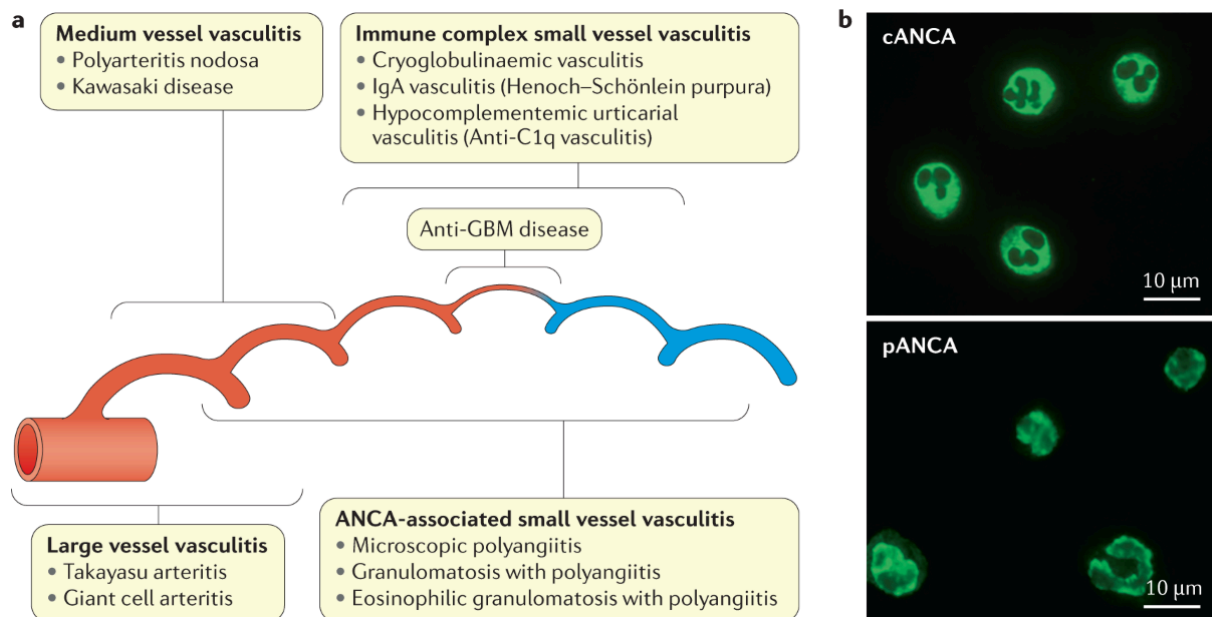 a
Medium vessel vasculitis
• Polyarteritis nodosa
• Kawasaki disease
Immune complex small vessel vasculitis
• Cryoglobulinaemic vasculitis
• IgA vasculitis (Henoch–Schönlein purpura)
• Hypocomplementemic urticarial
vasculitis (Anti-C1q vasculitis)
Anti-GBM disease
Large vessel vasculitis
• Takayasu arteritis
• Giant cell arteritis
ANCA-associated small vessel vasculitis
• Microscopic polyangiitis
• Granulomatosis with polyangiitis
• Eosinophilic granulomatosis with polyangiitis
b
cANCA
10 µm
pANCA
10 µm